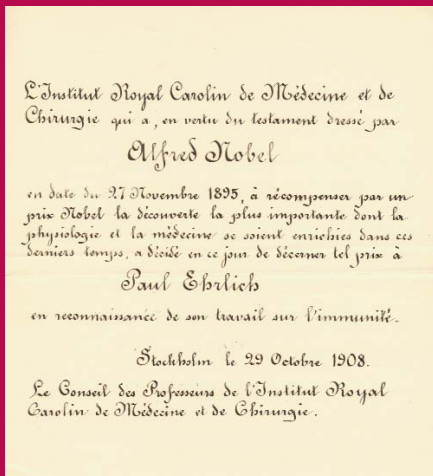 L'Institut Royal Carolin de Médecine et de
Chirurgie qui a, en vertu du testament dressé par
Alfred Nobel
en date du 27 Novembre 1895, à récompenser par un
prix Nobel la découverte la plus importante dont la
physiologie et la médecine se soient enrichies dans ces
derniers temps, a décidé en ce jour de décerner tel prix à
Paul Ehrlich
en reconnaissance de son travail sur l'immunité.
Stockholm le 29 Octobre 1908.
Le Conseil des Professeurs de l'Institut Royal
Carolin de Médecine et de Chirurgie.